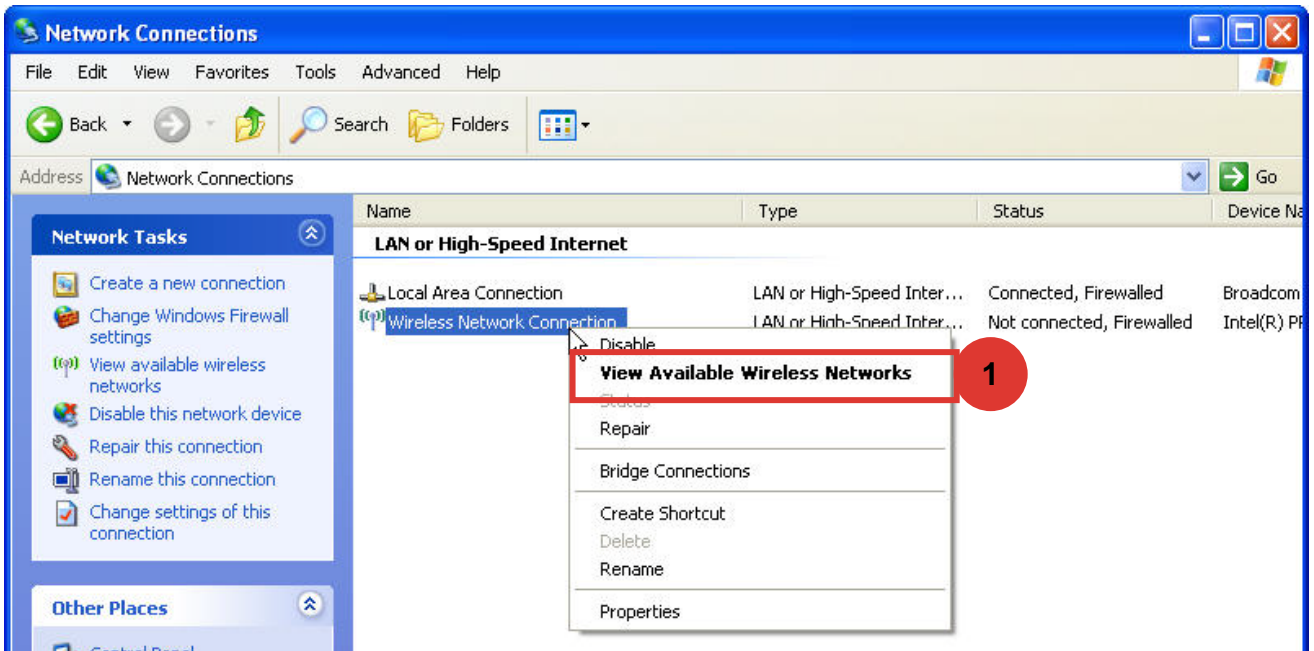 Network Connections
File Edit View Favorites Tools Advanced Help
Back Search Folders
Address Network Connections Go
Name Type Status Device Na
Network Tasks
Create a new connection
Change Windows Firewall
settings
View available wireless
networks
Disable this network device
Repair this connection
Rename this connection
Change settings of this
connection
Other Places
Control Panel
LAN or High-Speed Internet
Local Area Connection LAN or High-Speed Inter... Connected, Firewalled Broadcom
Wireless Network Connection LAN or High-Speed Inter... Not connected, Firewalled Intel(R) PR
Disable
View Available Wireless Networks 1
Status
Repair
Bridge Connections
Create Shortcut
Delete
Rename
Properties